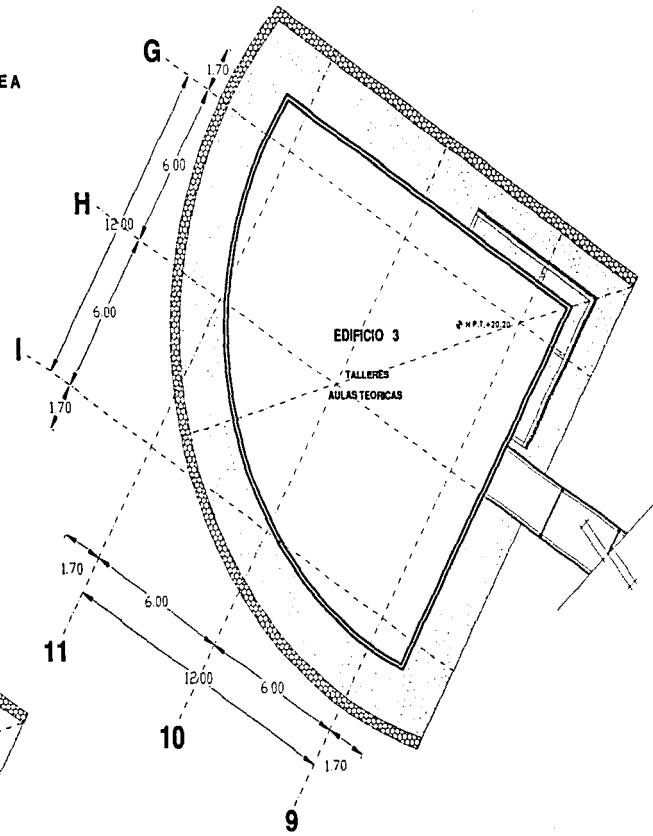 EA
G
1.70
6.00
H
12.00
6.00
I
1.70
EDIFICIO 3
N.P.T.+20.20
TALLERES
AULAS TEORICAS
1.70
6.00
11
12.00
6.00
10
1.70
9